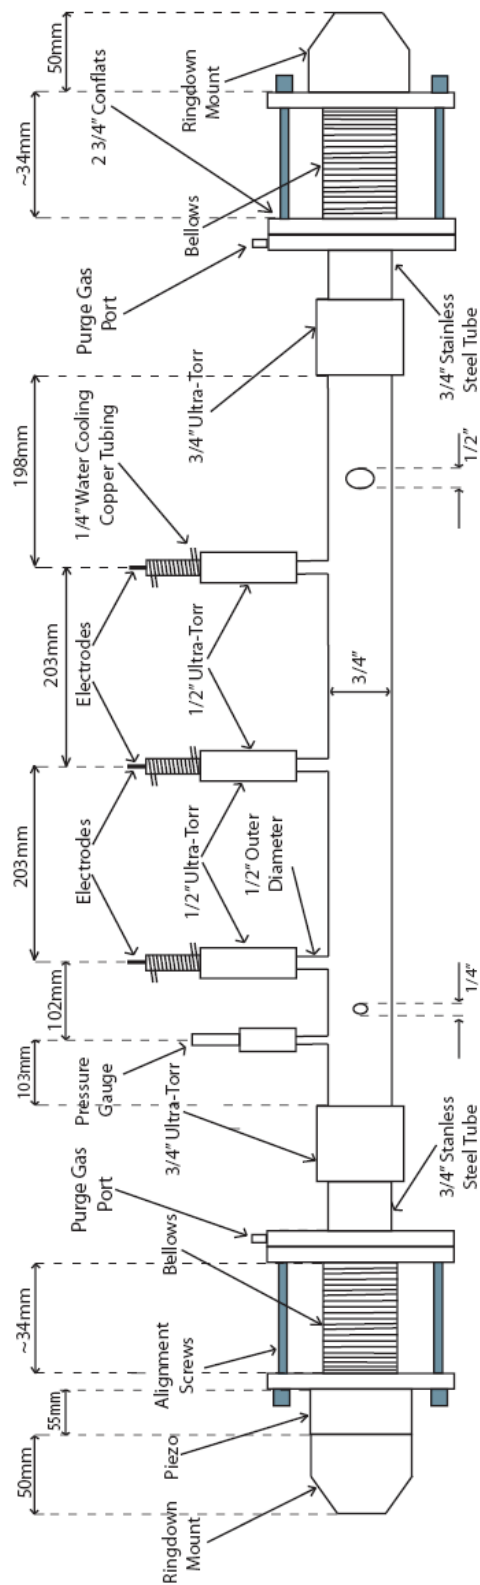 50mm
55mm
~34mm
103mm
102mm
203mm
203mm
198mm
~34mm
50mm
Ringdown
Mount
Piezo
Alignment
Screws
Bellows
Purge Gas
Port
3/4" Ultra-Torr
Pressure
Gauge
Electrodes
Electrodes
1/2" Ultra-Torr
1/2" Outer
Diameter
1/2" Ultra-Torr
1/4" Water Cooling
Copper Tubing
3/4" Ultra-Torr
Purge Gas
Port
Bellows
2 3/4" Conflats
Ringdown
Mount
3/4"
3/4" Stanless
Steel Tube
1/4"
1/2"
3/4" Stainless
Steel Tube